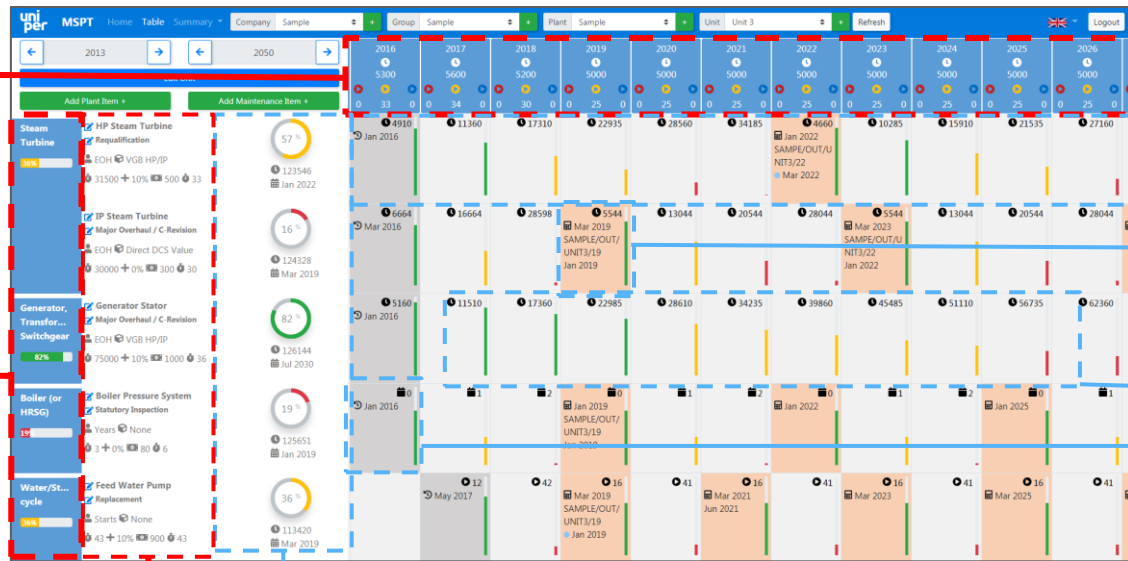 uni per MSPT Home Table Summary Company Sample + Group Sample + Plant Sample + Unit Unit 3 + Refresh Logout
2013 2050
Add Plant Item + Add Maintenance Item +
2016 2017 2018 2019 2020 2021 2022 2023 2024 2025 2026
5300 5600 5200 5000 5000 5000 5000 5000 5000 5000 5000
0 33 0 0 34 0 0 30 0 0 25 0 0 25 0 0 25 0 0 25 0 0 25 0 0 25 0 0 25 0 0 25 0
Steam Turbine
36%
HP Steam Turbine
Requalification
EOH VGB HP/IP
31500 + 10% 500 33
57 %
123546
Jan 2022
4910 11360 17310 22935 28560 34185 4660 10285 15910 21535 27160
Jan 2016
Jan 2022
SAMPE/OUT/U
NIT3/22
Mar 2022
IP Steam Turbine
Major Overhaul / C-Revision
EOH Direct DCS Value
30000 + 0% 300 30
16 %
124328
Mar 2019
6664 16664 28598 5544 13044 20544 28044 5544 13044 20544 28044
Mar 2016
Mar 2019
SAMPLE/OUT/
UNIT3/19
Jan 2019
Mar 2023
SAMPE/OUT/U
NIT3/22
Jan 2022
Generator,
Transfor...
Switchgear
82%
Generator Stator
Major Overhaul / C-Revision
EOH VGB HP/IP
75000 + 10% 1000 36
82 %
126144
Jul 2030
5160 11510 17360 22985 28610 34235 39860 45485 51110 56735 62360
Jan 2016
Boiler (or
HRSG)
19%
Boiler Pressure System
Statutory Inspection
Years None
3 + 0% 80 6
19 %
125651
Jan 2019
0 1 2 0 1 2 0 1 2 0 1
Jan 2016
Jan 2019
SAMPLE/OUT/
UNIT3/19
Jan 2019
Jan 2022
Jan 2025
Water/St...
cycle
36%
Feed Water Pump
Replacement
Starts None
43 + 10% 900 43
36 %
113420
Mar 2019
12 42 16 41 16 41 16 41 16 41
May 2017
Mar 2019
SAMPLE/OUT/
UNIT3/19
Jan 2019
Mar 2021
Jun 2021
Mar 2023
Mar 2025